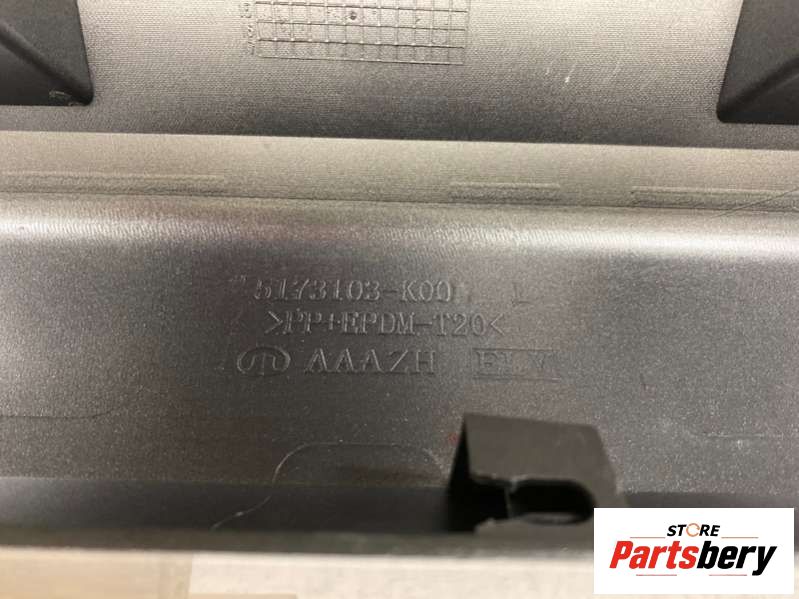 5173103-K00 L
>PP+EPDM-T20<
AAAZH
STORE
Partsbery